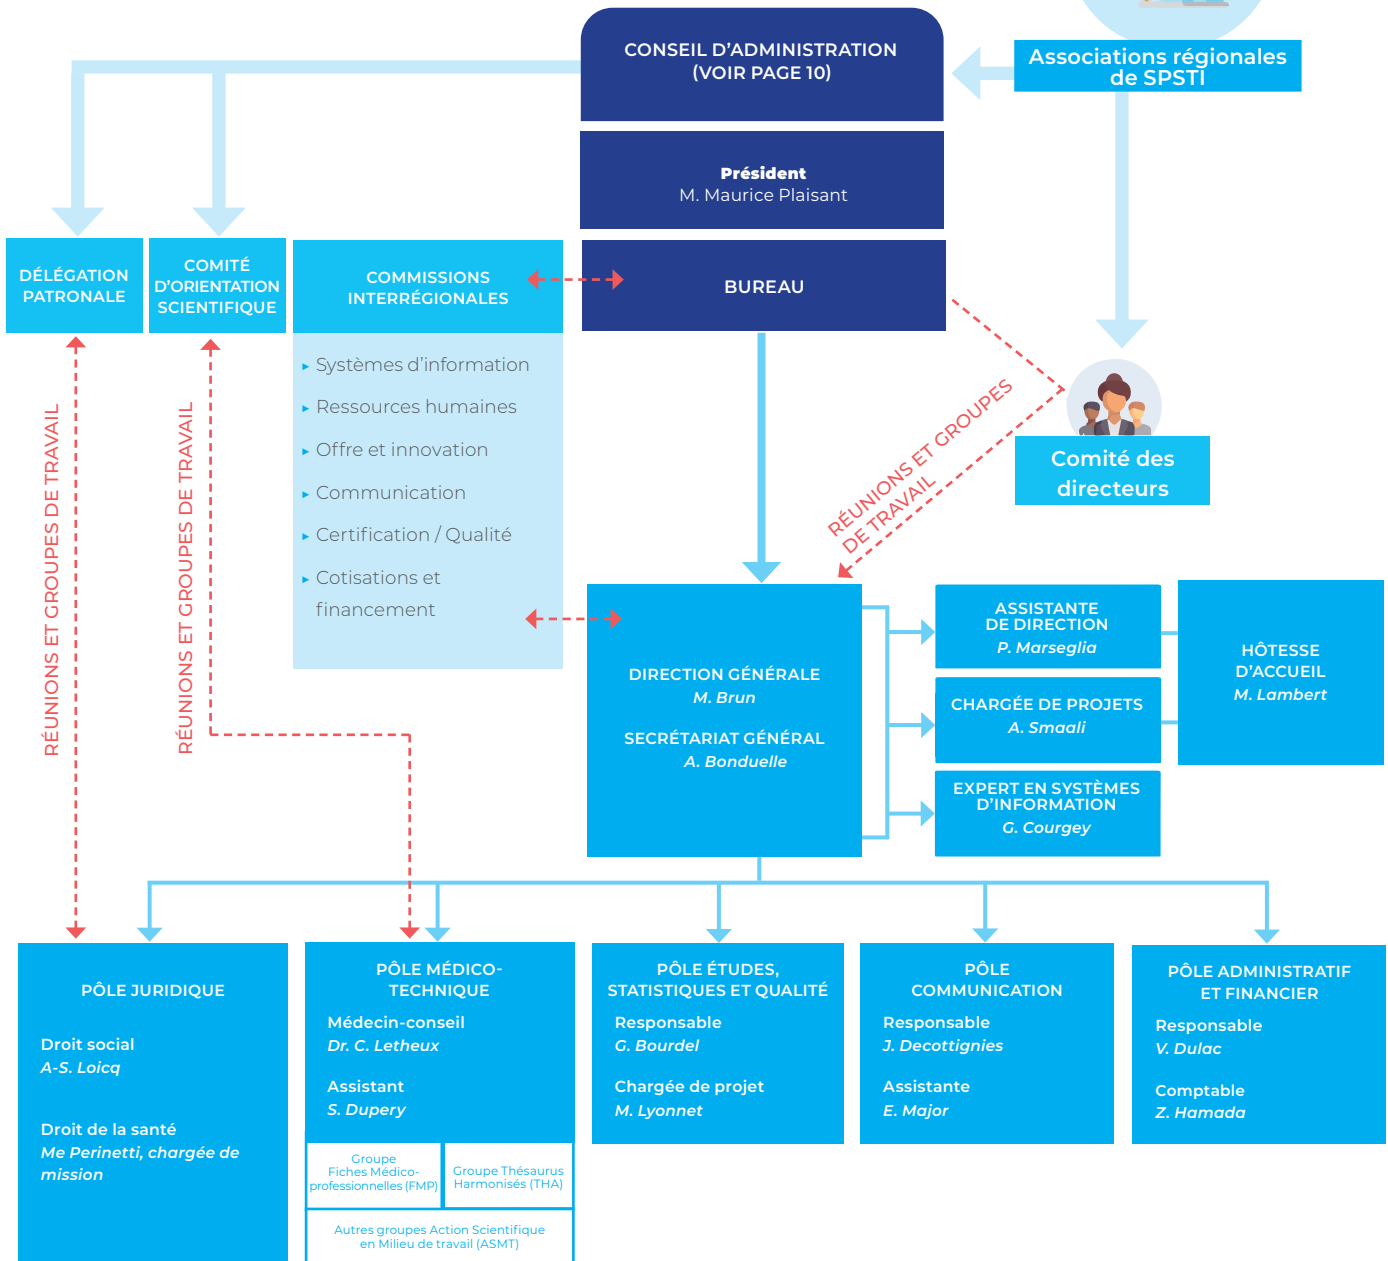 CONSEIL D’ADMINISTRATION
(VOIR PAGE 10)
Associations régionales
de SPSTI
Président
M. Maurice Plaisant
DÉLÉGATION
PATRONALE
COMITÉ
D’ORIENTATION
SCIENTIFIQUE
COMMISSIONS
INTERRÉGIONALES
BUREAU
▸ Systèmes d’information
▸ Ressources humaines
▸ Offre et innovation
▸ Communication
▸ Certification / Qualité
▸ Cotisations et
financement
RÉUNIONS ET GROUPES DE TRAVAIL
RÉUNIONS ET GROUPES DE TRAVAIL
RÉUNIONS ET GROUPES
DE TRAVAIL
Comité des
directeurs
DIRECTION GÉNÉRALE
M. Brun
SECRÉTARIAT GÉNÉRAL
A. Bonduelle
ASSISTANTE
DE DIRECTION
P. Marseglia
CHARGÉE DE PROJETS
A. Smaali
EXPERT EN SYSTÈMES
D’INFORMATION
G. Courgey
HÔTESSE
D’ACCUEIL
M. Lambert
PÔLE JURIDIQUE
Droit social
A-S. Loicq
Droit de la santé
Me Perinetti, chargée de
mission
PÔLE MÉDICO-
TECHNIQUE
Médecin-conseil
Dr. C. Letheux
Assistant
S. Dupery
Groupe
Fiches Médico-
professionnelles (FMP)
Groupe Thésaurus
Harmonisés (THA)
Autres groupes Action Scientifique
en Milieu de travail (ASMT)
PÔLE ÉTUDES,
STATISTIQUES ET QUALITÉ
Responsable
G. Bourdel
Chargée de projet
M. Lyonnet
PÔLE
COMMUNICATION
Responsable
J. Decottignies
Assistante
E. Major
PÔLE ADMINISTRATIF
ET FINANCIER
Responsable
V. Dulac
Comptable
Z. Hamada